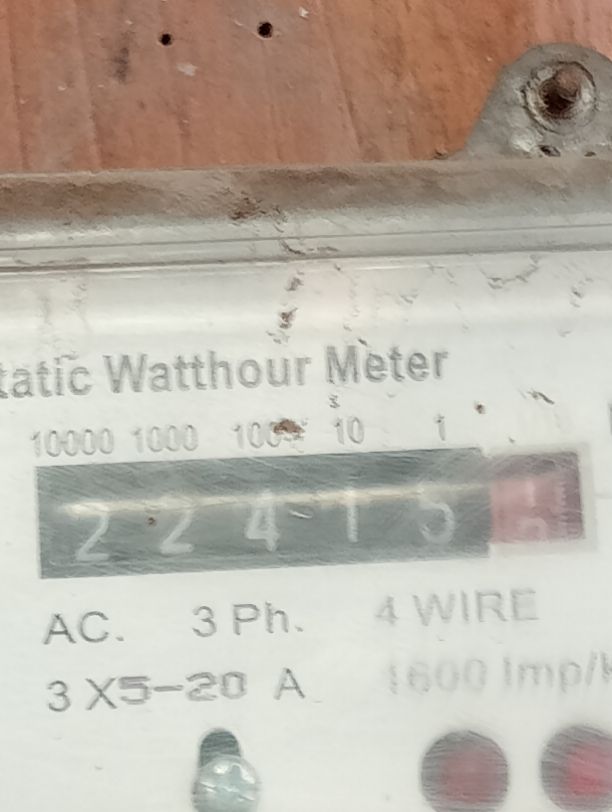 tatic Watthour Meter
10000 1000 100 10 1
2 2 4 1 5
AC. 3 Ph. 4 WIRE
3 X5-20 A 1600 Imp/k